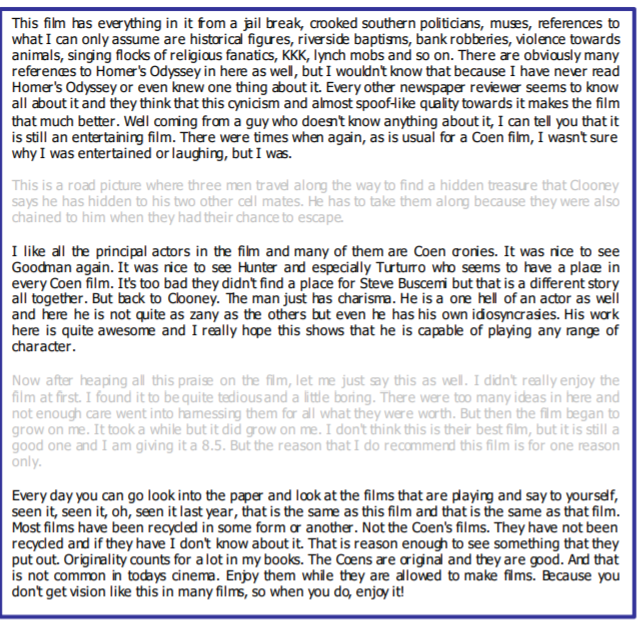 This film has everything in it from a jail break, crooked southern politicians, muses, references to
what I can only assume are historical figures, riverside baptisms, bank robberies, violence towards
animals, singing flocks of religious fanatics, KKK, lynch mobs and so on. There are obviously many
references to Homer's Odyssey in here as well, but I wouldn't know that because I have never read
Homer's Odyssey or even knew one thing about it. Every other newspaper reviewer seems to know
all about it and they think that this cynicism and almost spoof-like quality towards it makes the film
that much better. Well coming from a guy who doesn't know anything about it, I can tell you that it
is still an entertaining film. There were times when again, as is usual for a Coen film, I wasn't sure
why I was entertained or laughing, but I was.
This is a road picture where three men travel along the way to find a hidden treasure that Clooney
says he has hidden to his two other cell mates. He has to take them along because they were also
chained to him when they had their chance to escape.
I like all the principal actors in the film and many of them are Coen cronies. It was nice to see
Goodman again. It was nice to see Hunter and especially Turturro who seems to have a place in
every Coen film. It's too bad they didn't find a place for Steve Buscemi but that is a different story
all together. But back to Clooney. The man just has charisma. He is a one hell of an actor as well
and here he is not quite as zany as the others but even he has his own idiosyncrasies. His work
here is quite awesome and I really hope this shows that he is capable of playing any range of
character.
Now after heaping all this praise on the film, let me just say this as well. I didn't really enjoy the
film at first. I found it to be quite tedious and a little boring. There were too many ideas in here and
not enough care went into harnessing them for all what they were worth. But then the film began to
grow on me. It took a while but it did grow on me. I don't think this is their best film, but it is still a
good one and I am giving it a 8.5. But the reason that I do recommend this film is for one reason
only.
Every day you can go look into the paper and look at the films that are playing and say to yourself,
seen it, seen it, oh, seen it last year, that is the same as this film and that is the same as that film.
Most films have been recycled in some form or another. Not the Coen's films. They have not been
recycled and if they have I don't know about it. That is reason enough to see something that they
put out. Originality counts for a lot in my books. The Coens are original and they are good. And that
is not common in todays cinema. Enjoy them while they are allowed to make films. Because you
don't get vision like this in many films, so when you do, enjoy it!